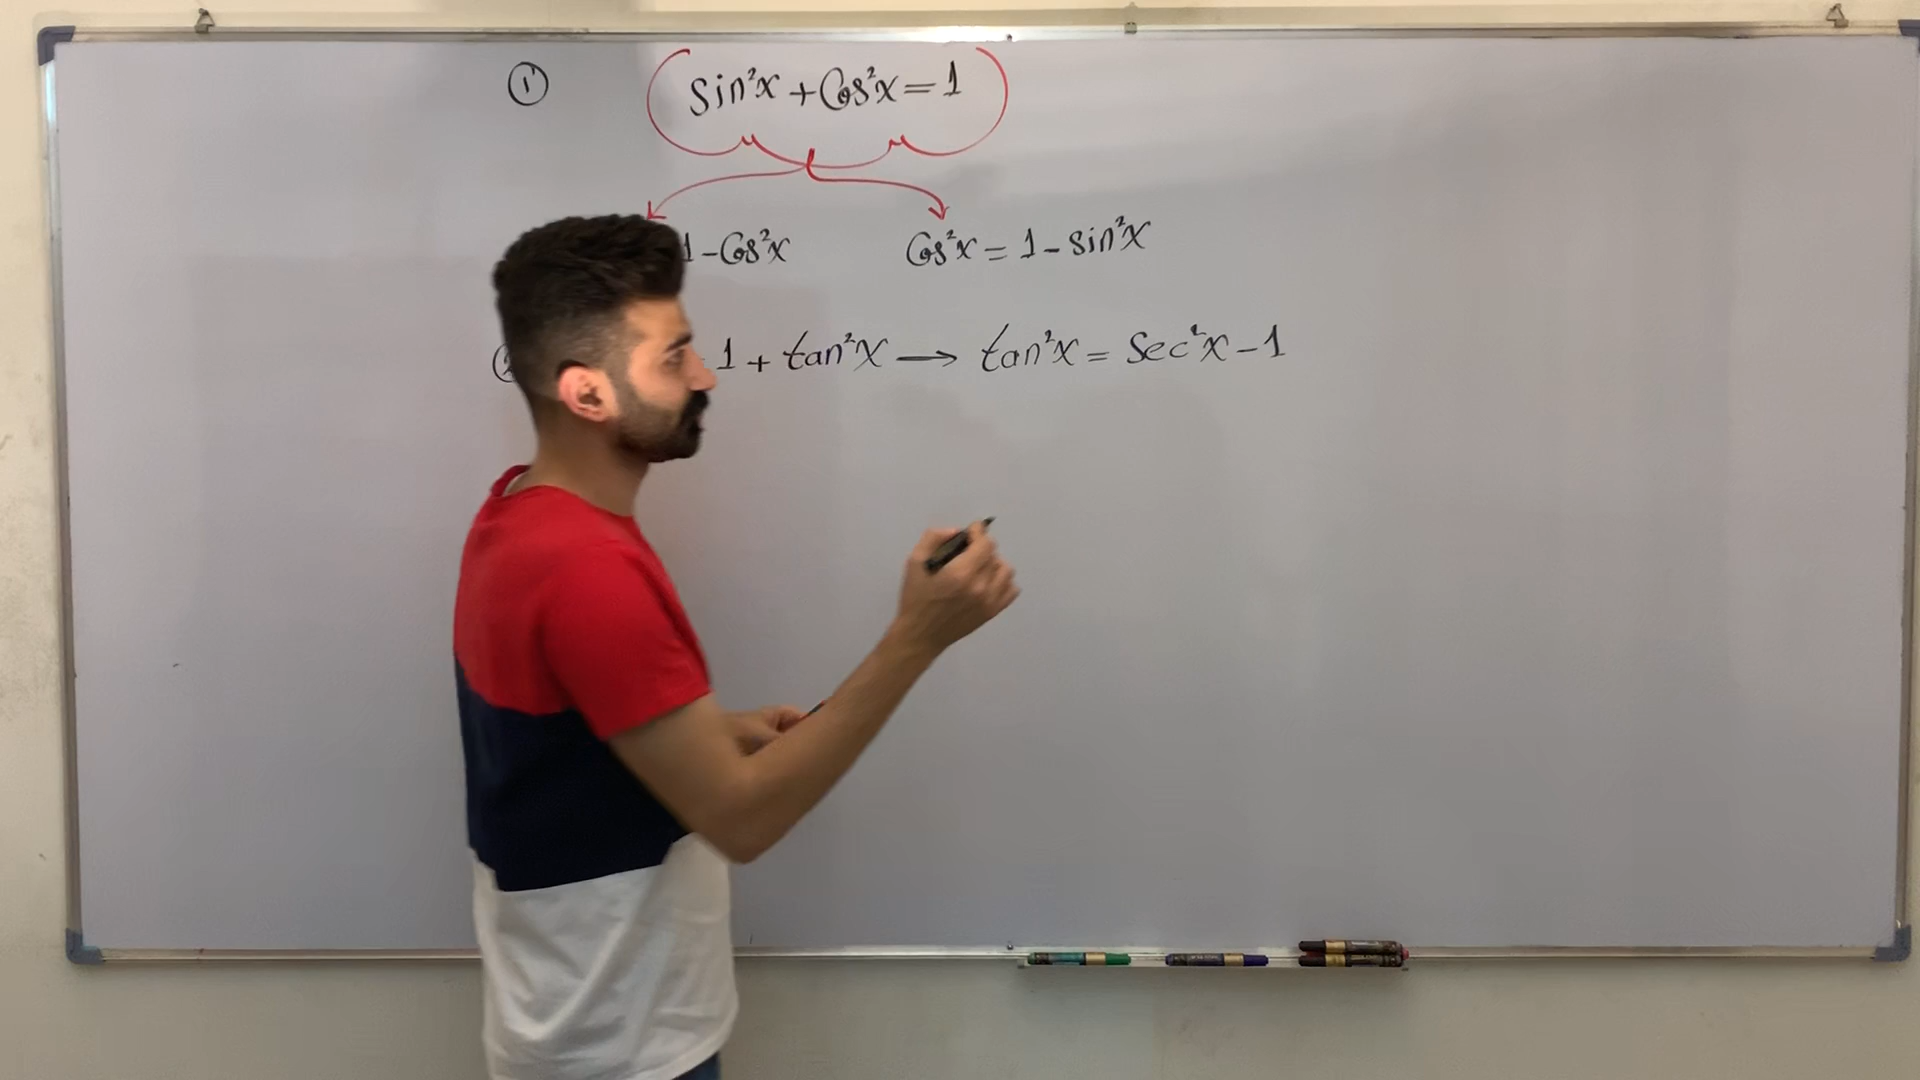 ① sin²x + Cos²x = 1
1 - Cos²x Cos²x = 1 - sin²x
1 + tan²x → tan²x = Sec²x - 1